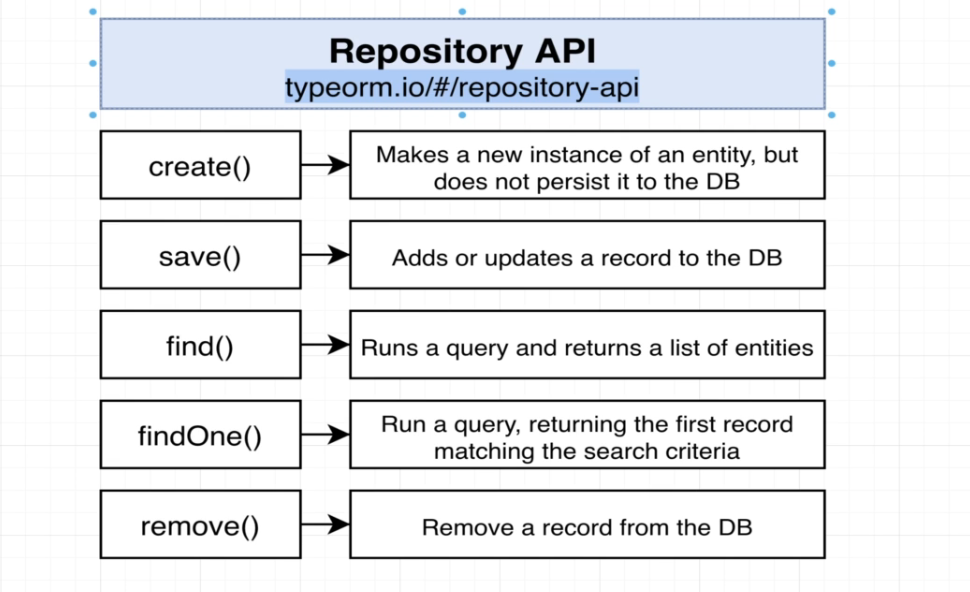 Repository API
typeorm.io/#/repository-api
create()
Makes a new instance of an entity, but
does not persist it to the DB
save()
Adds or updates a record to the DB
find()
Runs a query and returns a list of entities
findOne()
Run a query, returning the first record
matching the search criteria
remove()
Remove a record from the DB